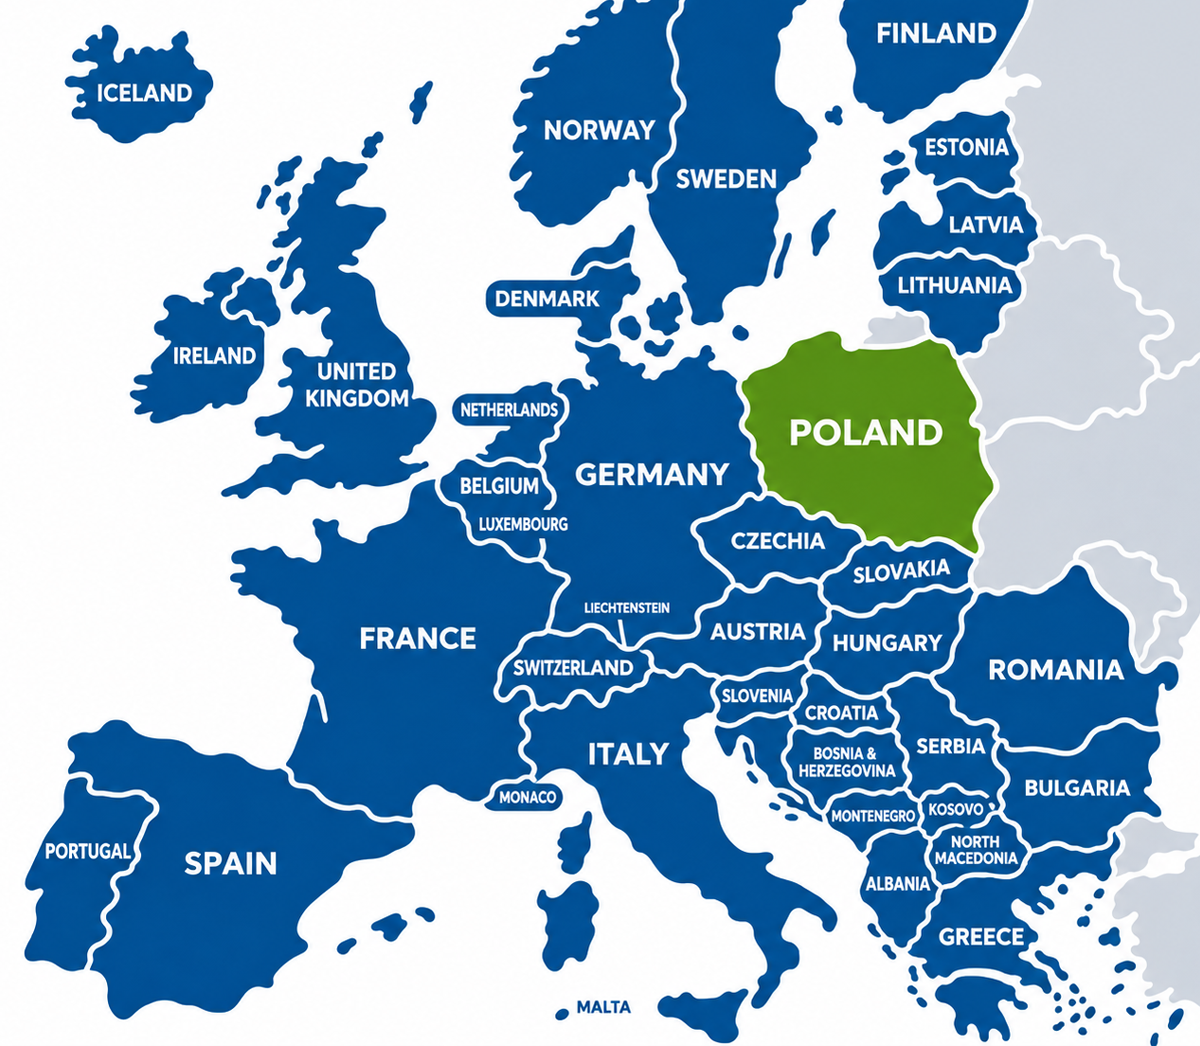 FINLAND
ICELAND
NORWAY
ESTONIA
SWEDEN
LATVIA
LITHUANIA
DENMARK
IRELAND
UNITED
KINGDOM
NETHERLANDS
POLAND
GERMANY
BELGIUM
LUXEMBOURG
CZECHIA
SLOVAKIA
LIECHTENSTEIN
AUSTRIA
FRANCE
HUNGARY
SWITZERLAND
ROMANIA
SLOVENIA
CROATIA
SERBIA
ITALY
BOSNIA &
HERZEGOVINA
BULGARIA
MONACO
KOSOVO
MONTENEGRO
NORTH
MACEDONIA
PORTUGAL
SPAIN
ALBANIA
GREECE
MALTA